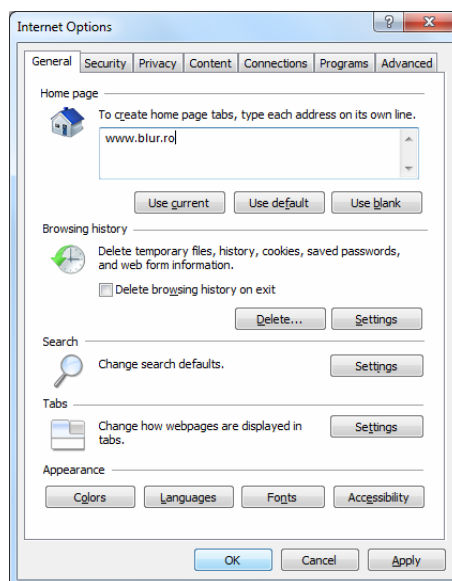 Internet Options
General Security Privacy Content Connections Programs Advanced
Home page
To create home page tabs, type each address on its own line.
www.blur.ro
Use current Use default Use blank
Browsing history
Delete temporary files, history, cookies, saved passwords,
and web form information.
Delete browsing history on exit
Delete... Settings
Search
Change search defaults. Settings
Tabs
Change how webpages are displayed in
tabs.
Settings
Appearance
Colors Languages Fonts Accessibility
OK Cancel Apply